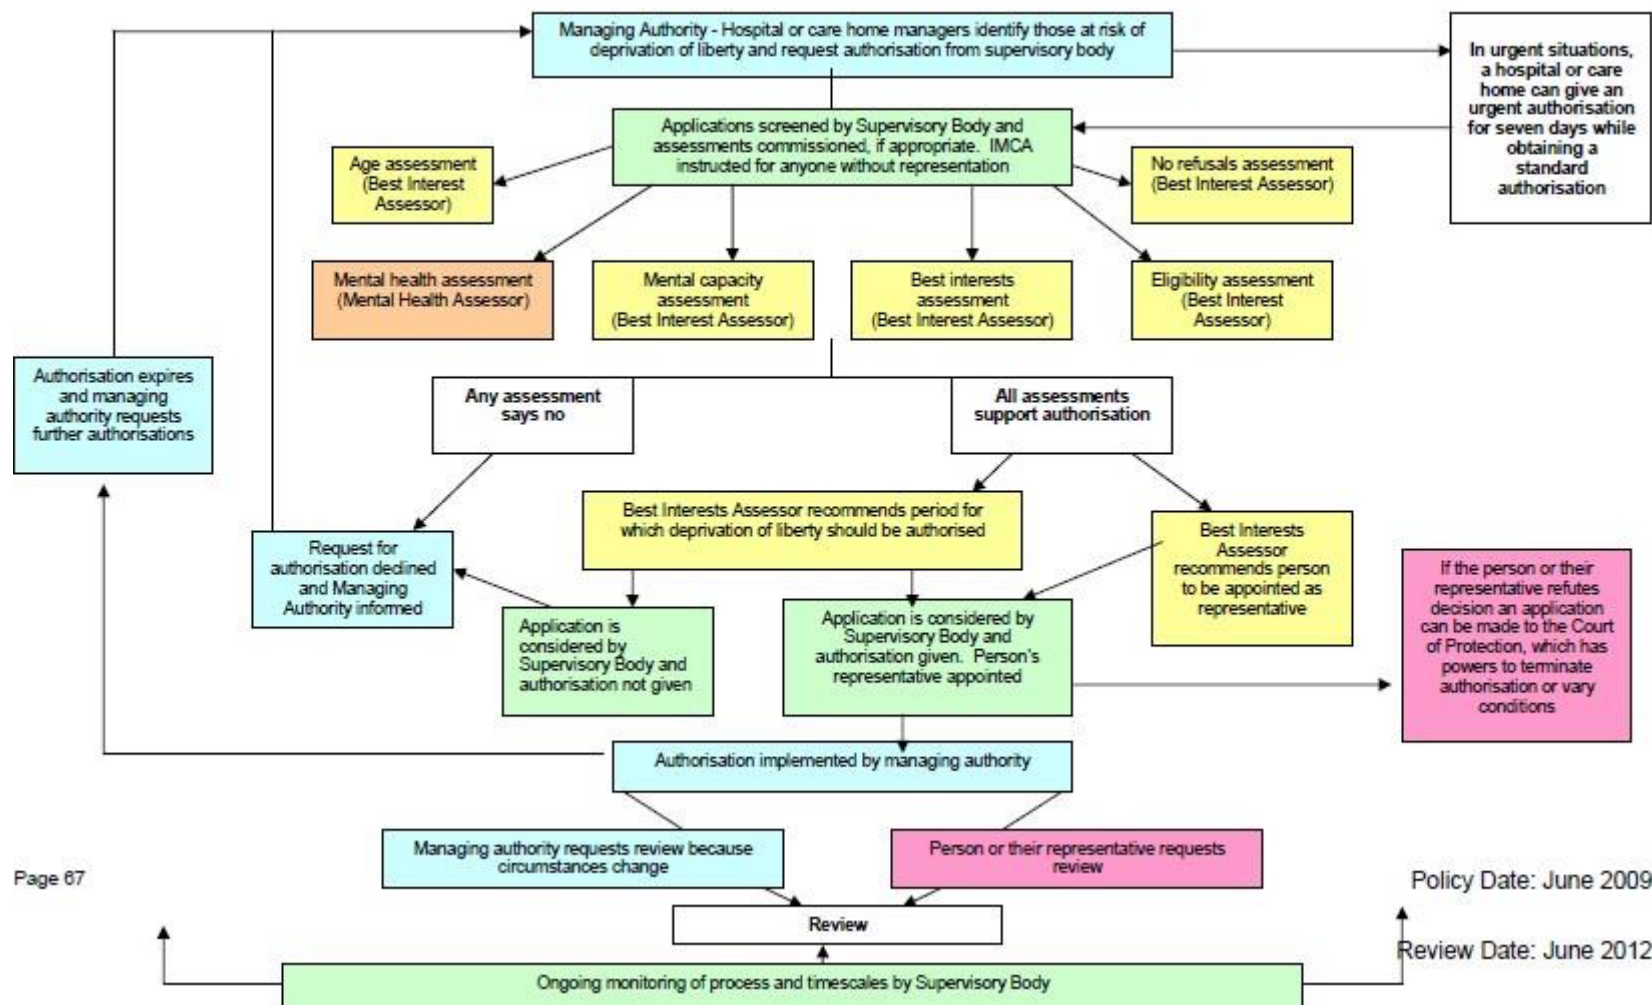 Managing Authority - Hospital or care home managers identify those at risk of
deprivation of liberty and request authorisation from supervisory body
In urgent situations,
a hospital or care
home can give an
urgent authorisation
for seven days while
obtaining a
standard
authorisation
Applications screened by Supervisory Body and
assessments commissioned, if appropriate. IMCA
instructed for anyone without representation
Age assessment
(Best Interest
Assessor)
No refusals assessment
(Best Interest Assessor)
Mental health assessment
(Mental Health Assessor)
Mental capacity
assessment
(Best Interest Assessor)
Best interests
assessment
(Best Interest Assessor)
Eligibility assessment
(Best Interest
Assessor)
Authorisation expires
and managing
authority requests
further authorisations
Any assessment
says no
All assessments
support authorisation
Best Interests Assessor recommends period for
which deprivation of liberty should be authorised
Best Interests
Assessor
recommends person
to be appointed as
representative
Request for
authorisation declined
and Managing
Authority informed
If the person or their
representative refutes
decision an application
can be made to the Court
of Protection, which has
powers to terminate
authorisation or vary
conditions
Application is
considered by
Supervisory Body and
authorisation not given
Application is considered by
Supervisory Body and
authorisation given. Person's
representative appointed
Authorisation implemented by managing authority
Managing authority requests review because
circumstances change
Person or their representative requests
review
Page 67
Policy Date: June 2009
Review
Review Date: June 2012
Ongoing monitoring of process and timescales by Supervisory Body